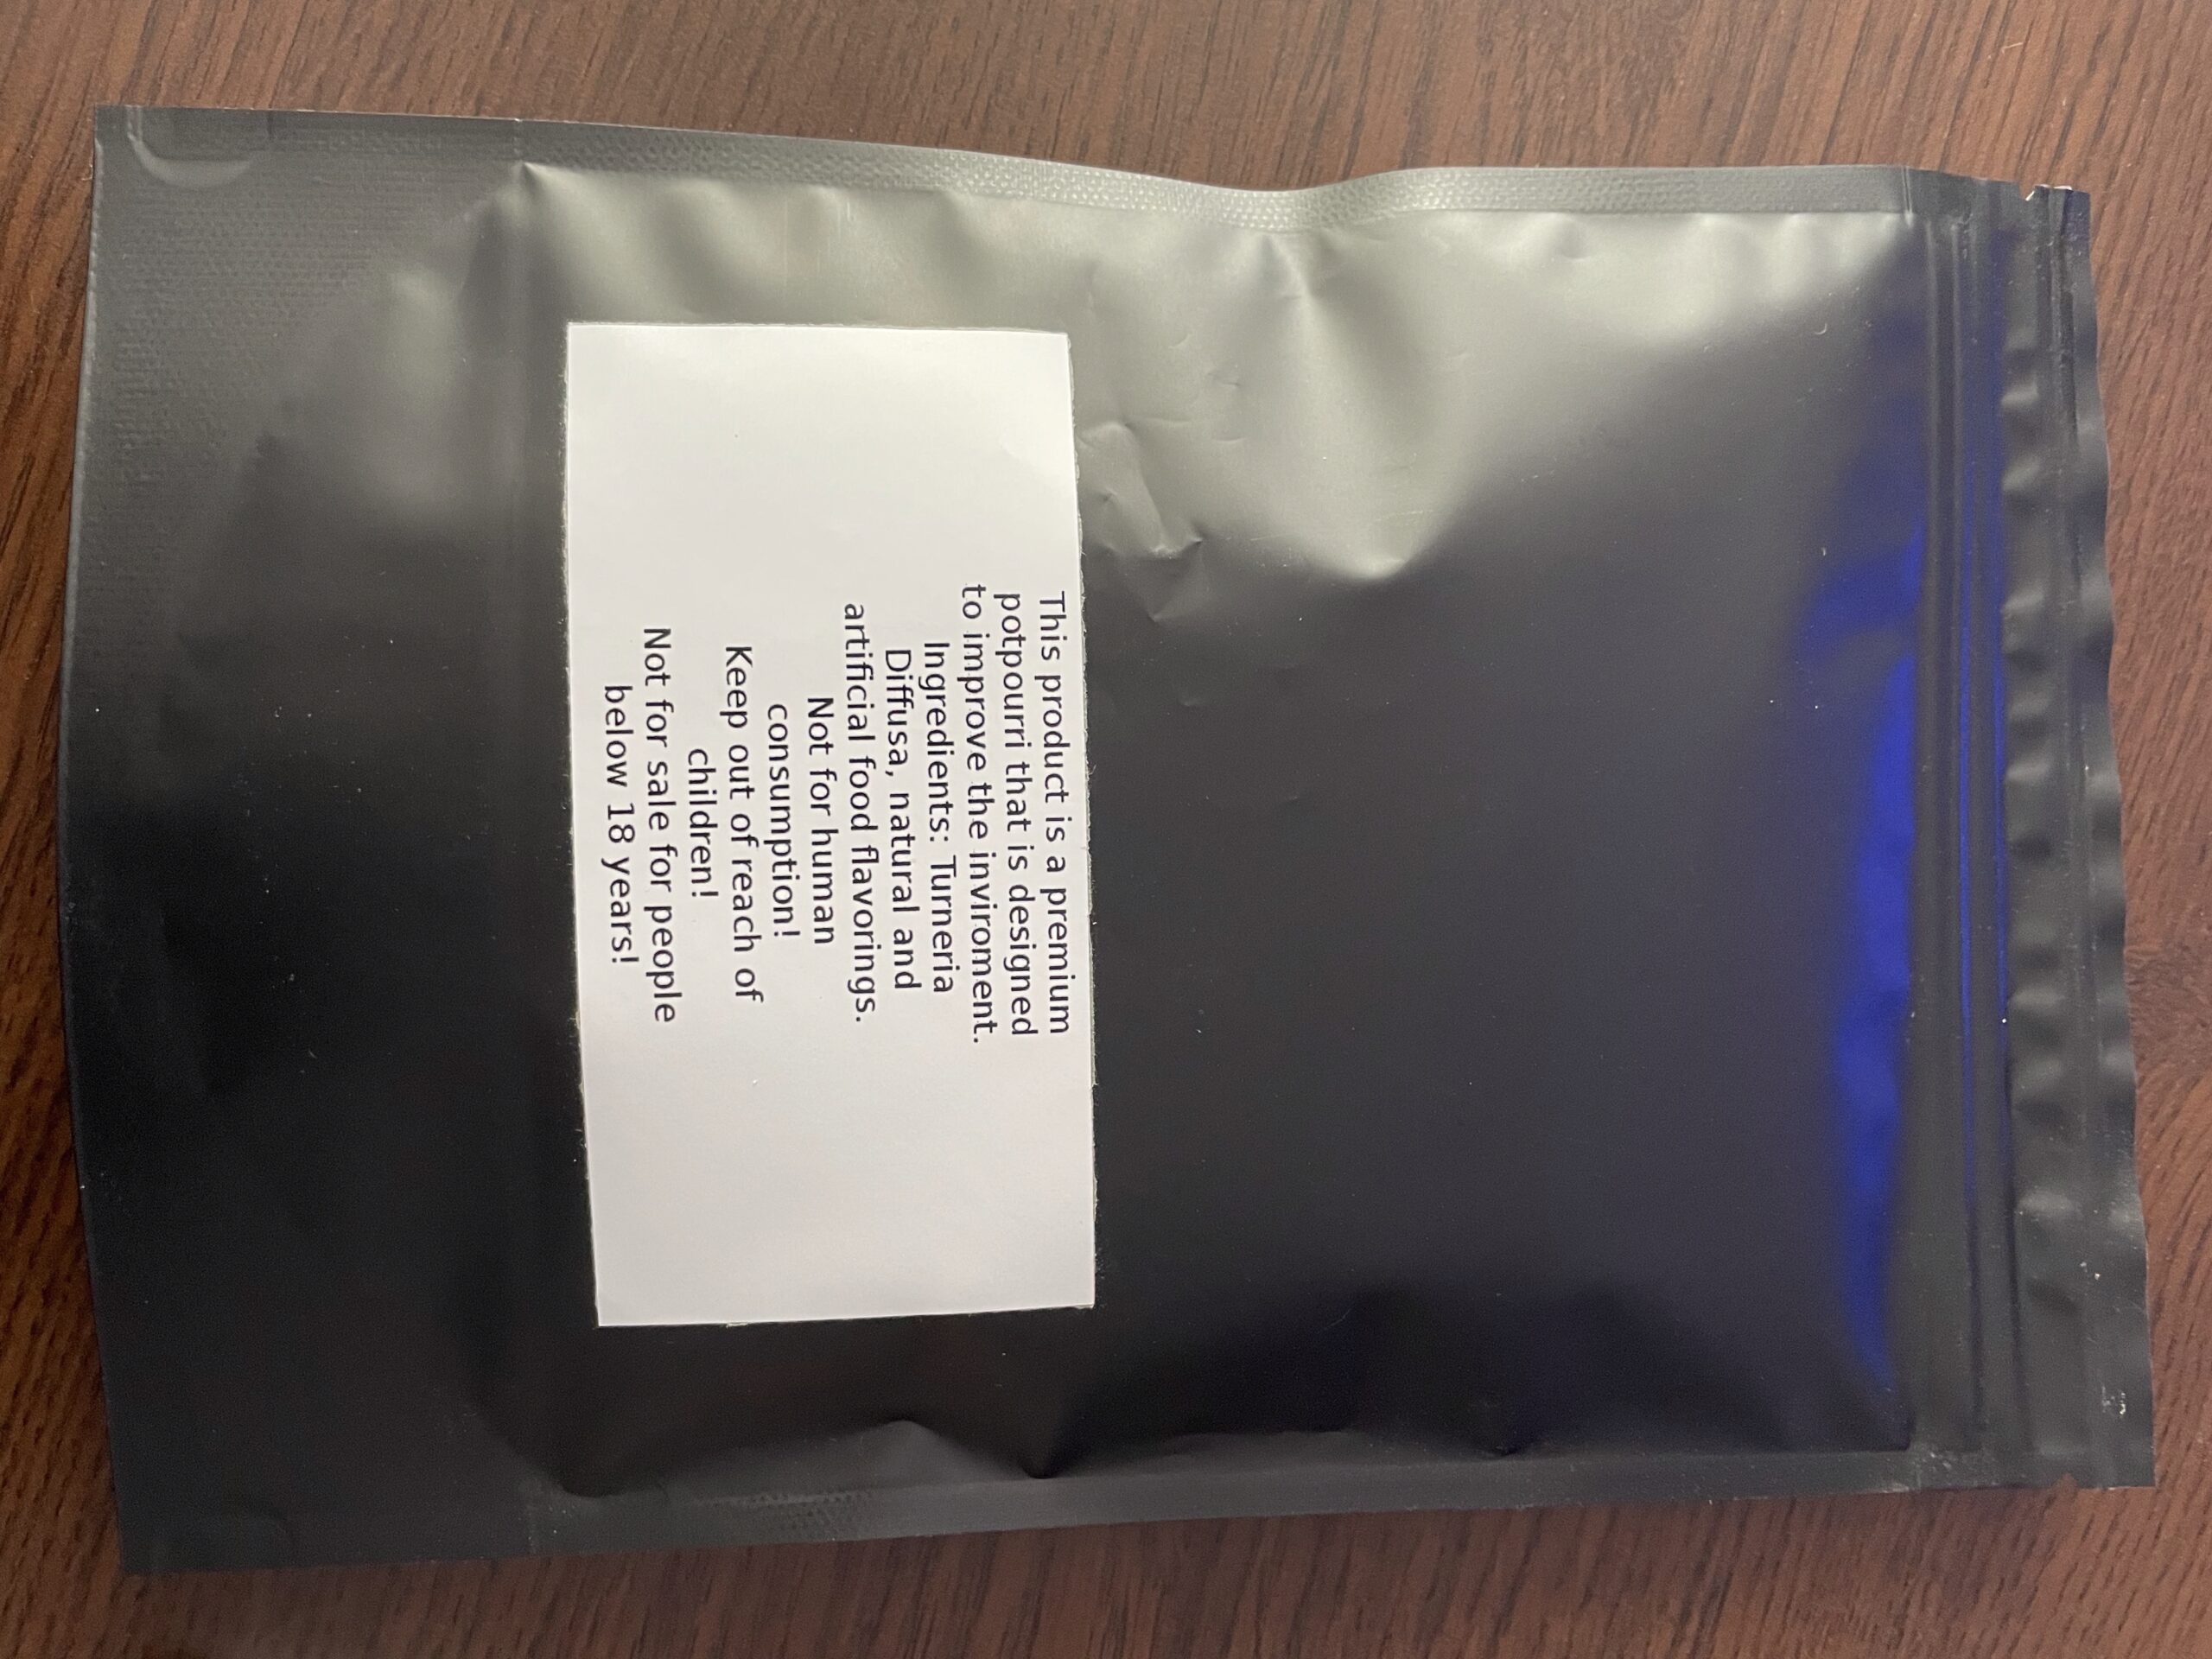 This product is a premium
potpourri that is designed
to improve the inviroment.
Ingredients: Turneria
Diffusa, natural and
artificial food flavorings.
Not for human
consumption!
Keep out of reach of
children!
Not for sale for people
below 18 years!